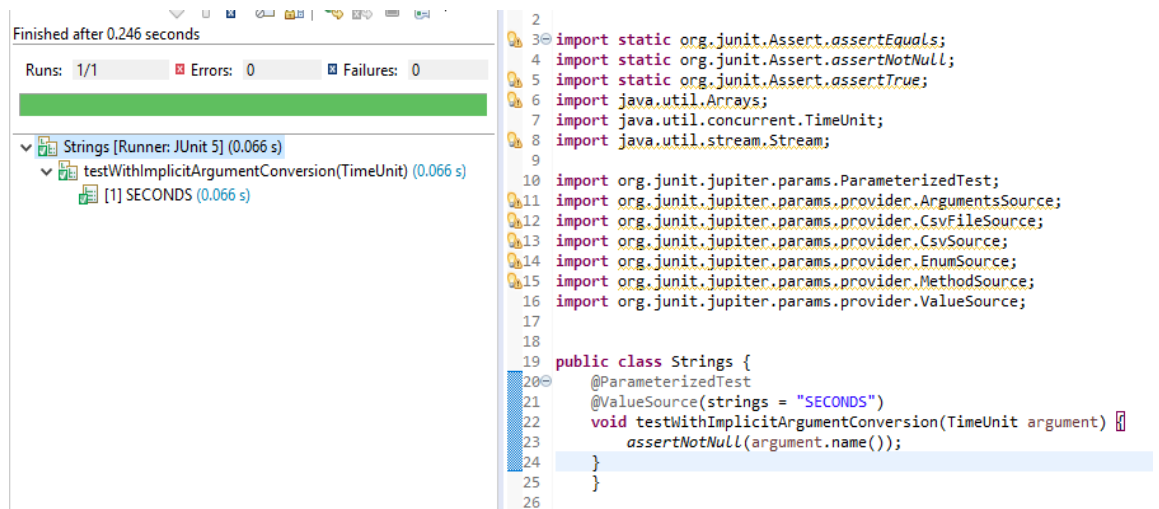 Finished after 0.246 seconds
Runs: 1/1 Errors: 0 Failures: 0
Strings [Runner: JUnit 5] (0.066 s)
testWithImplicitArgumentConversion(TimeUnit) (0.066 s)
[1] SECONDS (0.066 s)
2
3 import static org.junit.Assert.assertEquals;
4 import static org.junit.Assert.assertNotNull;
5 import static org.junit.Assert.assertTrue;
6 import java.util.Arrays;
7 import java.util.concurrent.TimeUnit;
8 import java.util.stream.Stream;
9
10 import org.junit.jupiter.params.ParameterizedTest;
11 import org.junit.jupiter.params.provider.ArgumentsSource;
12 import org.junit.jupiter.params.provider.CsvFileSource;
13 import org.junit.jupiter.params.provider.CsvSource;
14 import org.junit.jupiter.params.provider.EnumSource;
15 import org.junit.jupiter.params.provider.MethodSource;
16 import org.junit.jupiter.params.provider.ValueSource;
17
18
19 public class Strings {
20 @ParameterizedTest
21 @ValueSource(strings = "SECONDS")
22 void testWithImplicitArgumentConversion(TimeUnit argument) {
23 assertNotNull(argument.name());
24 }
25 }
26